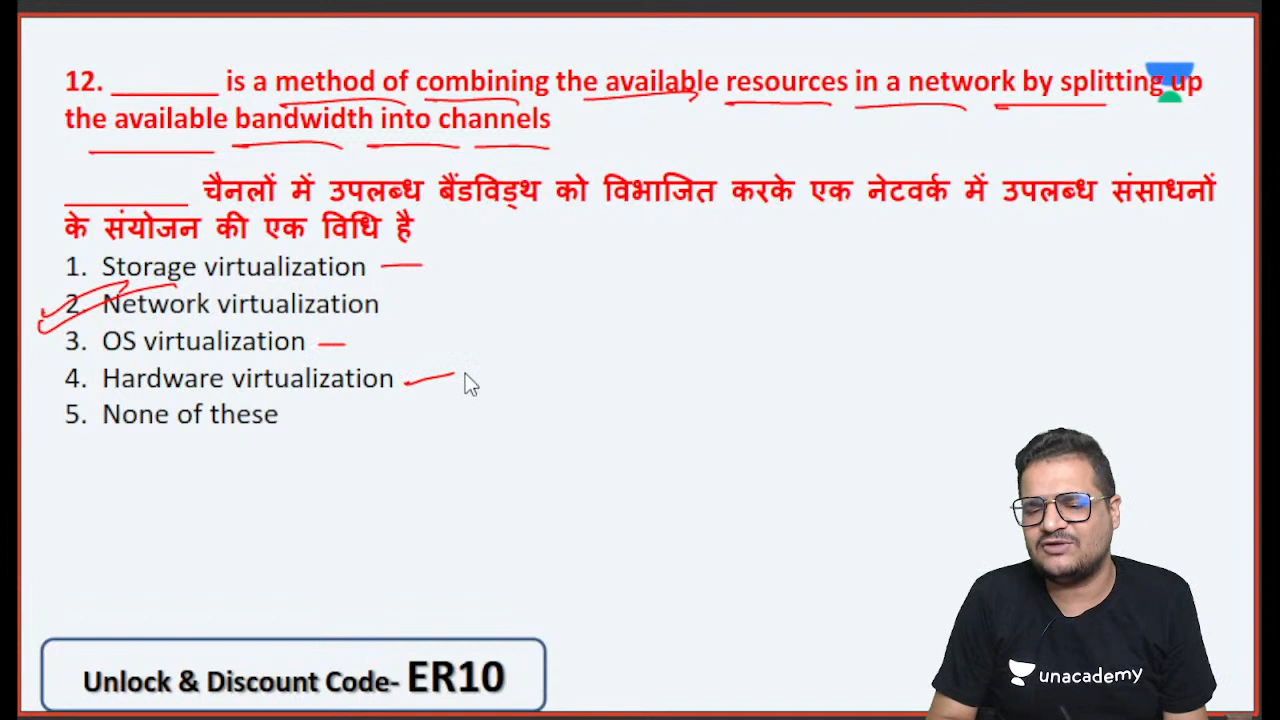 12. _______ is a method of combining the available resources in a network by splitting up
the available bandwidth into channels
________ चैनलों में उपलब्ध बैंडविड्थ को विभाजित करके एक नेटवर्क में उपलब्ध संसाधनों
के संयोजन की एक विधि है
1. Storage virtualization
2. Network virtualization
3. OS virtualization
4. Hardware virtualization
5. None of these
unacademy
Unlock & Discount Code- ER10